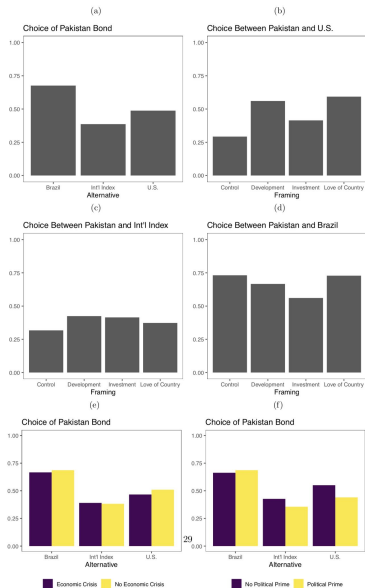 (a)
(b)
Choice of Pakistan Bond
1.00
0.75
0.50
0.25
0.00
Brazil Int'l Index U.S.
Alternative
Choice Between Pakistan and U.S.
1.00
0.75
0.50
0.25
0.00
Control Development Investment Love of Country
Framing
(c)
(d)
Choice Between Pakistan and Int'l Index
1.00
0.75
0.50
0.25
0.00
Control Development Investment Love of Country
Framing
Choice Between Pakistan and Brazil
1.00
0.75
0.50
0.25
0.00
Control Development Investment Love of Country
Framing
(e)
(f)
Choice of Pakistan Bond
1.00
0.75
0.50
0.25
0.00
Brazil Int'l Index U.S.
Alternative
Economic Crisis No Economic Crisis
Choice of Pakistan Bond
1.00
0.75
0.50
0.25
0.00
Brazil Int'l Index U.S.
Alternative
No Political Prime Political Prime
29